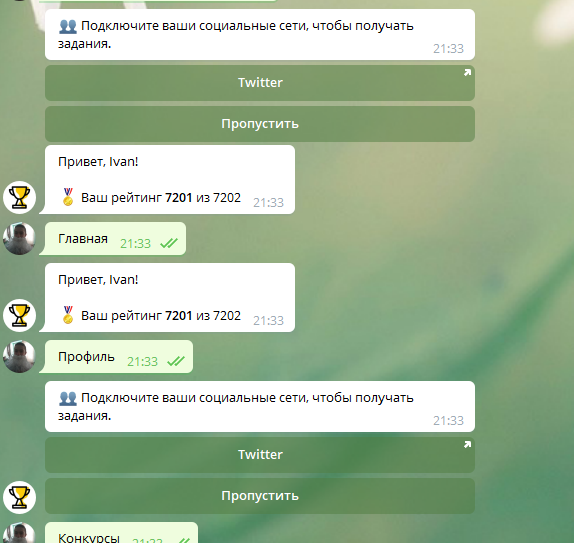 👥 Подключите ваши социальные сети, чтобы получать
задания.
21:33
Twitter
Пропустить
Привет, Ivan!
🏅 Ваш рейтинг 7201 из 7202 21:33
Главная 21:33
Привет, Ivan!
🏅 Ваш рейтинг 7201 из 7202 21:33
Профиль 21:33
👥 Подключите ваши социальные сети, чтобы получать
задания.
21:33
Twitter
Пропустить
Конкурсы 21:33